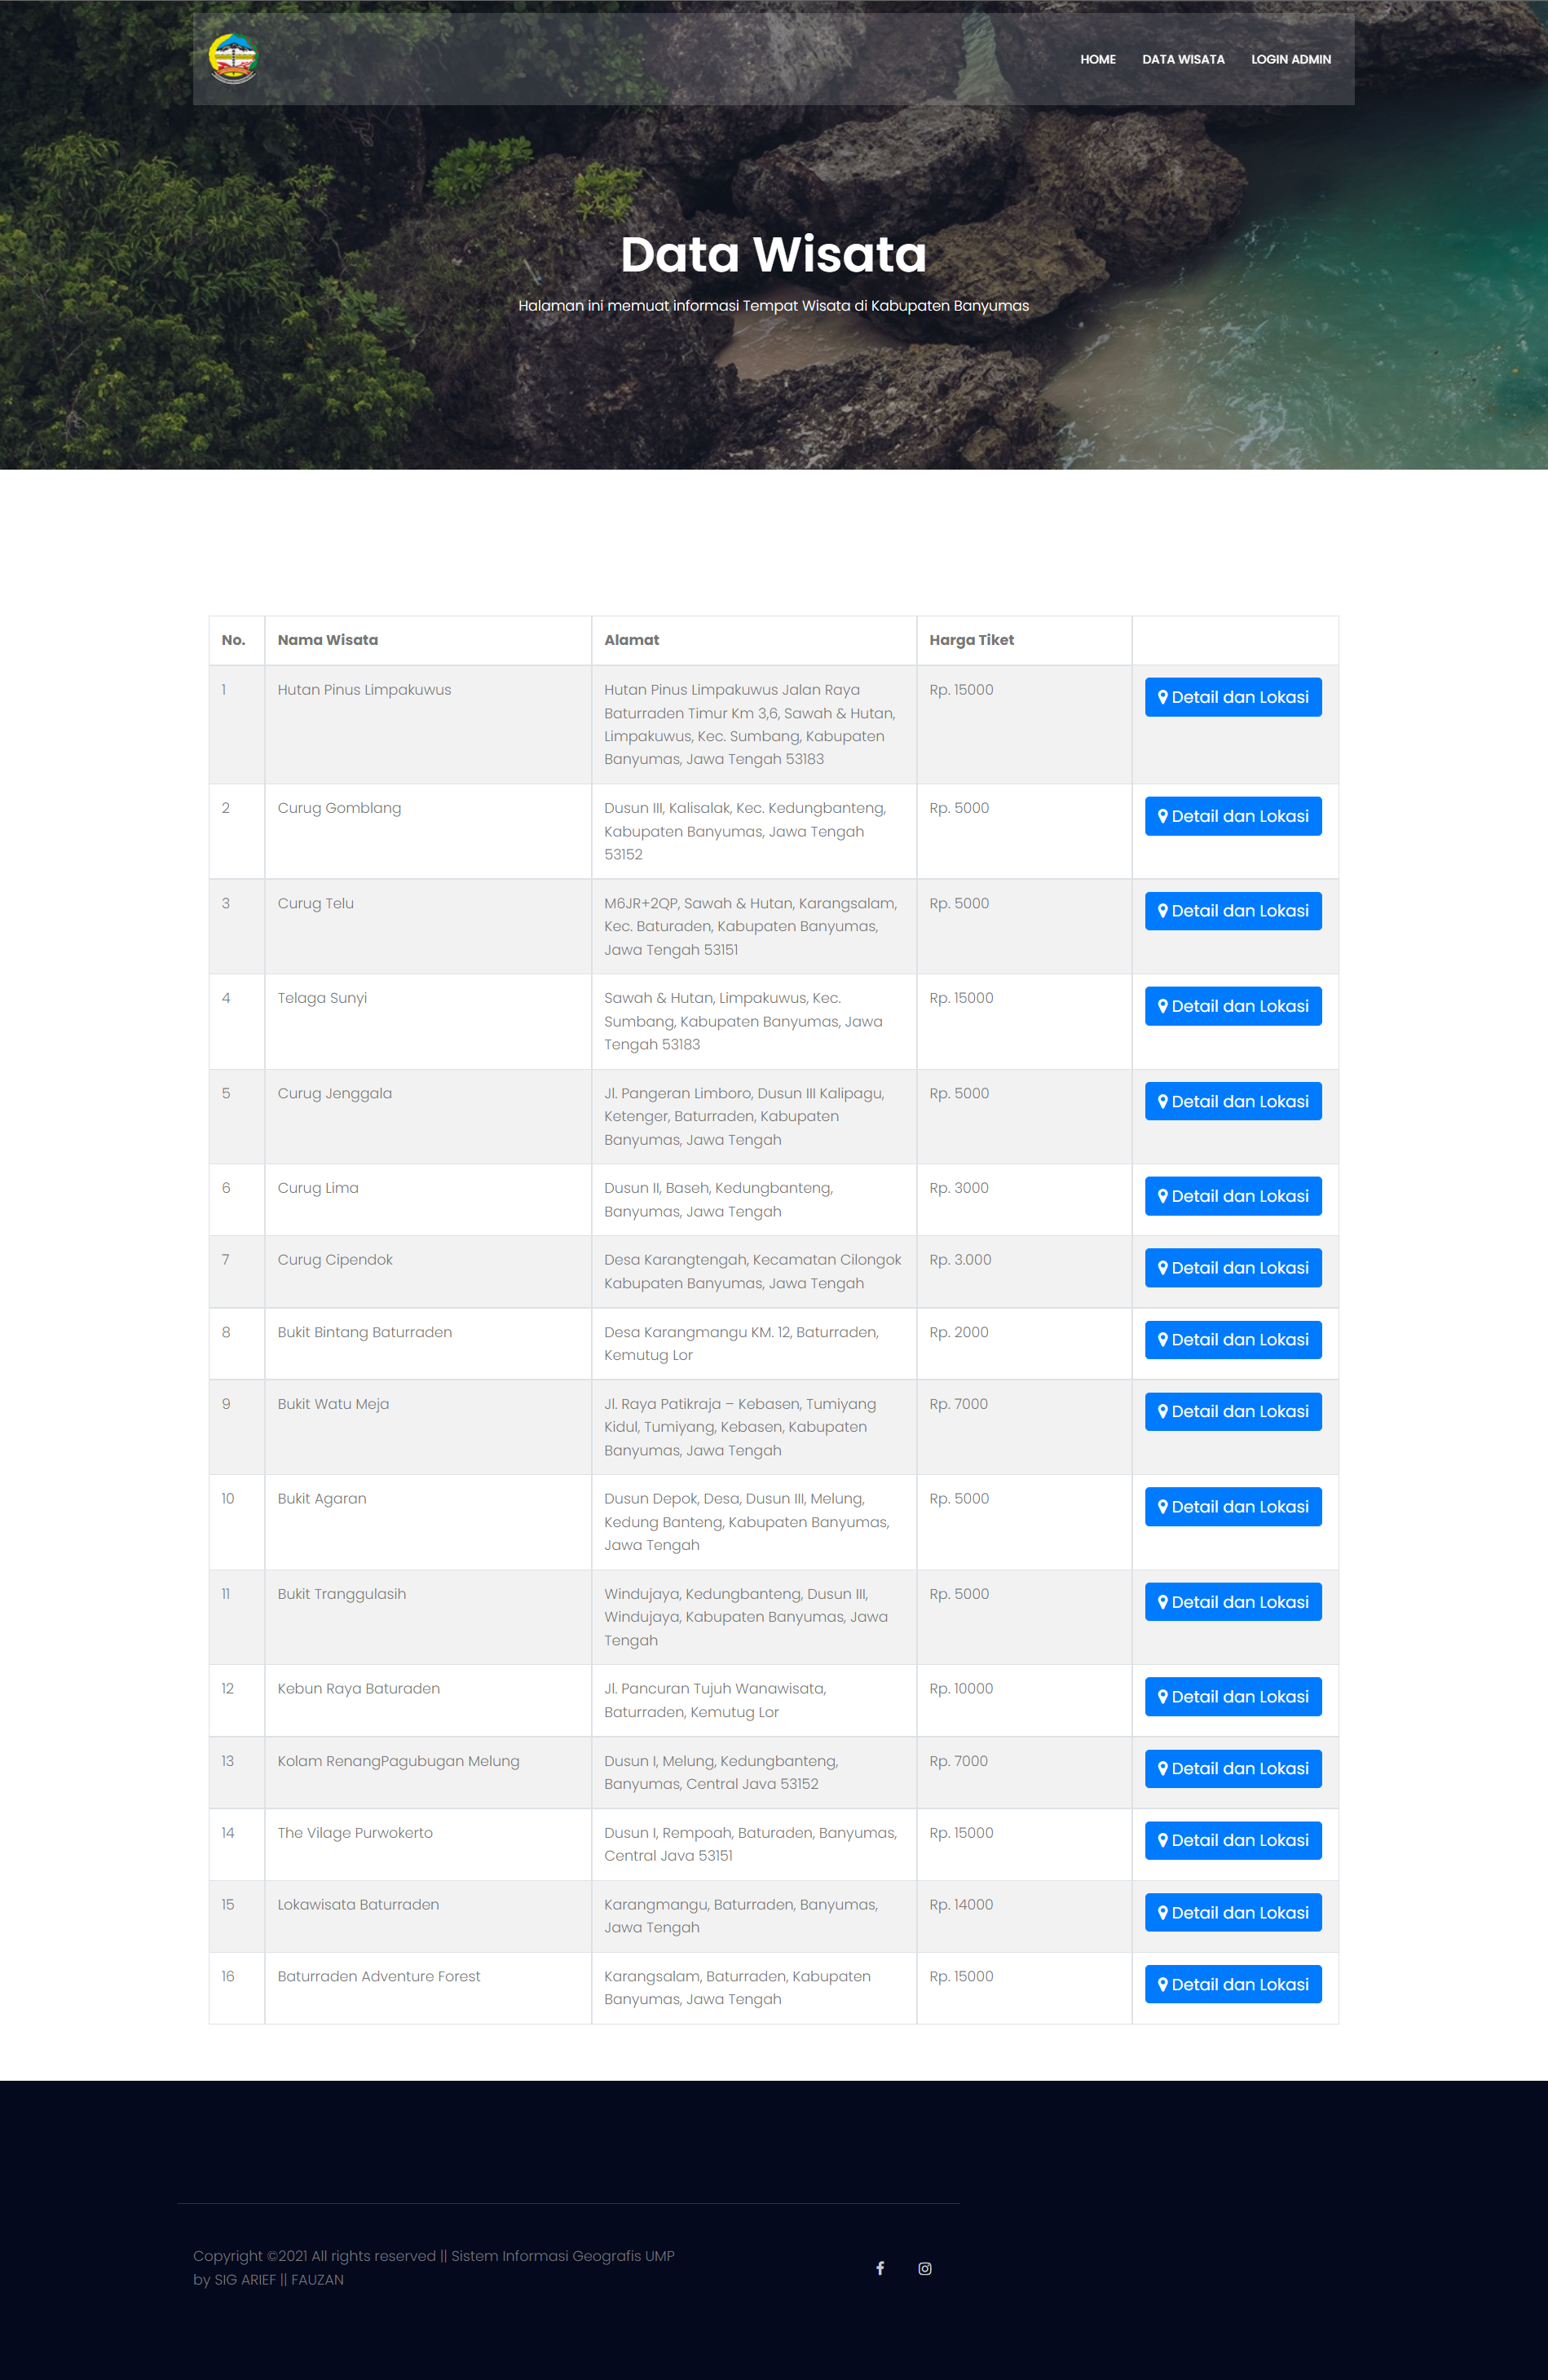 HOME DATA WISATA LOGIN ADMIN
Data Wisata
Halaman ini memuat informasi Tempat Wisata di Kabupaten Banyumas
No. Nama Wisata Alamat Harga Tiket
1 Hutan Pinus Limpakuwus Hutan Pinus Limpakuwus Jalan Raya Rp. 15000 Detail dan Lokasi
Baturraden Timur Km 3,6, Sawah & Hutan,
Limpakuwus, Kec. Sumbang, Kabupaten
Banyumas, Jawa Tengah 53183
2 Curug Gomblang Dusun III, Kalisalak, Kec. Kedungbanteng, Rp. 5000 Detail dan Lokasi
Kabupaten Banyumas, Jawa Tengah
53152
3 Curug Telu M6JR+2QP, Sawah & Hutan, Karangsalam, Rp. 5000 Detail dan Lokasi
Kec. Baturaden, Kabupaten Banyumas,
Jawa Tengah 53151
4 Telaga Sunyi Sawah & Hutan, Limpakuwus, Kec. Rp. 15000 Detail dan Lokasi
Sumbang, Kabupaten Banyumas, Jawa
Tengah 53183
5 Curug Jenggala Jl. Pangeran Limboro, Dusun III Kalipagu, Rp. 5000 Detail dan Lokasi
Ketenger, Baturraden, Kabupaten
Banyumas, Jawa Tengah
6 Curug Lima Dusun II, Baseh, Kedungbanteng, Rp. 3000 Detail dan Lokasi
Banyumas, Jawa Tengah
7 Curug Cipendok Desa Karangtengah, Kecamatan Cilongok Rp. 3.000 Detail dan Lokasi
Kabupaten Banyumas, Jawa Tengah
8 Bukit Bintang Baturraden Desa Karangmangu KM. 12, Baturraden, Rp. 2000 Detail dan Lokasi
Kemutug Lor
9 Bukit Watu Meja Jl. Raya Patikraja – Kebasen, Tumiyang Rp. 7000 Detail dan Lokasi
Kidul, Tumiyang, Kebasen, Kabupaten
Banyumas, Jawa Tengah
10 Bukit Agaran Dusun Depok, Desa, Dusun III, Melung, Rp. 5000 Detail dan Lokasi
Kedung Banteng, Kabupaten Banyumas,
Jawa Tengah
11 Bukit Tranggulasih Windujaya, Kedungbanteng, Dusun III, Rp. 5000 Detail dan Lokasi
Windujaya, Kabupaten Banyumas, Jawa
Tengah
12 Kebun Raya Baturaden Jl. Pancuran Tujuh Wanawisata, Rp. 10000 Detail dan Lokasi
Baturraden, Kemutug Lor
13 Kolam RenangPagubugan Melung Dusun I, Melung, Kedungbanteng, Rp. 7000 Detail dan Lokasi
Banyumas, Central Java 53152
14 The Vilage Purwokerto Dusun I, Rempoah, Baturaden, Banyumas, Rp. 15000 Detail dan Lokasi
Central Java 53151
15 Lokawisata Baturraden Karangmangu, Baturraden, Banyumas, Rp. 14000 Detail dan Lokasi
Jawa Tengah
16 Baturraden Adventure Forest Karangsalam, Baturraden, Kabupaten Rp. 15000 Detail dan Lokasi
Banyumas, Jawa Tengah
Copyright ©2021 All rights reserved || Sistem Informasi Geografis UMP
by SIG ARIEF || FAUZAN